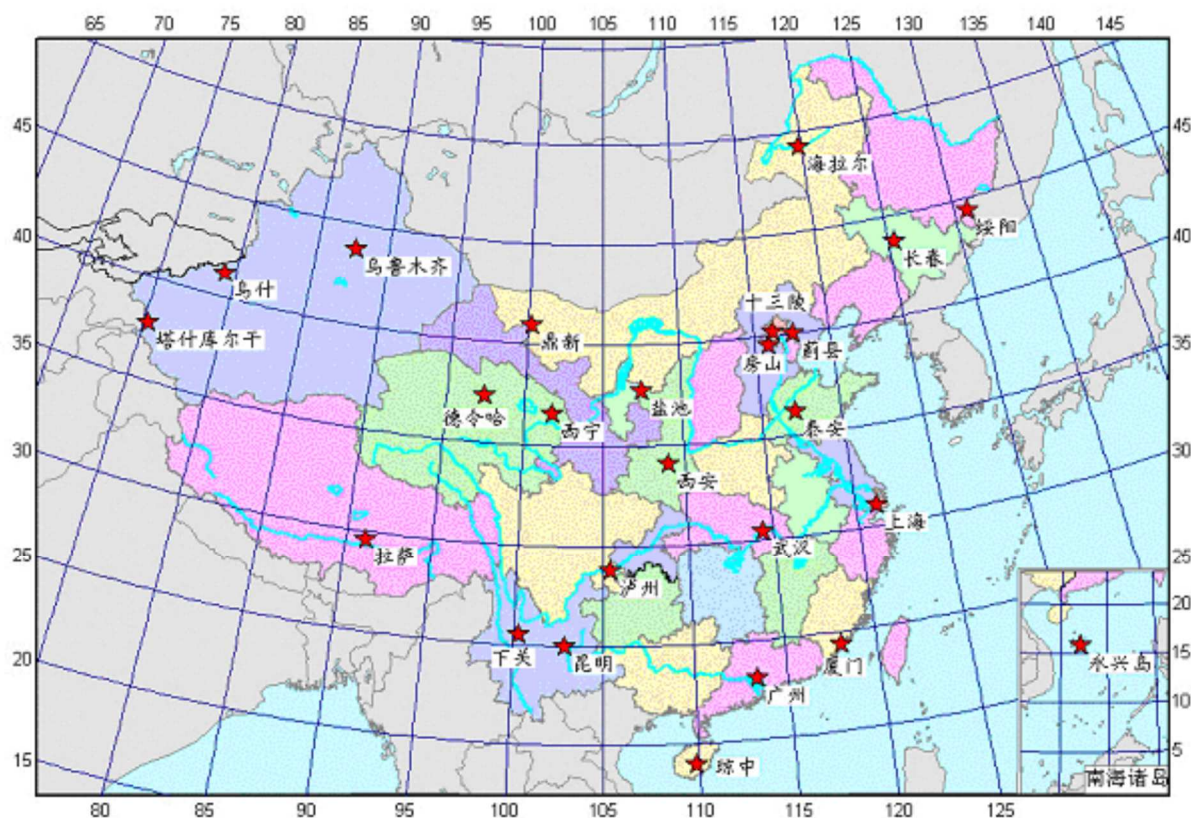 65 70 75 80 85 90 95 100 105 110 115 120 125 130 135 140 145
45 45
海拉尔
绥阳
乌鲁木齐
长春
40 40
乌什
十三陵
塔什库尔干
鼎新
蓟县
35 35
房山
德令哈
西宁
盐池
泰安
30 30
西安
上海
拉萨
武汉
25 25
泸州
20
下关
昆明
厦门
广州
15
琼中
20
15
永兴岛
10
5
南海诸岛
80 85 90 95 100 105 110 115 120 125